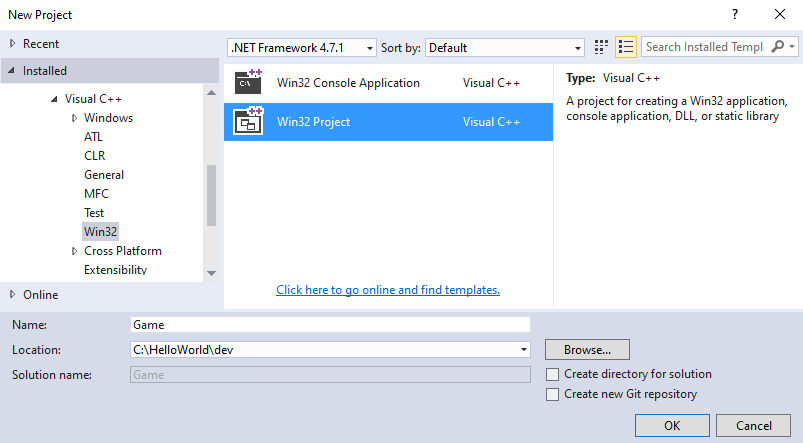 New Project
Recent
.NET Framework 4.7.1 Sort by: Default Search Installed Templ
Installed
Visual C++
Windows
ATL
CLR
General
MFC
Test
Win32
Cross Platform
Extensibility
Online
Win32 Console Application Visual C++
Win32 Project Visual C++
Click here to go online and find templates.
Type: Visual C++
A project for creating a Win32 application,
console application, DLL, or static library
Name: Game
Location: C:\HelloWorld\dev Browse...
Solution name: Game
Create directory for solution
Create new Git repository
OK Cancel